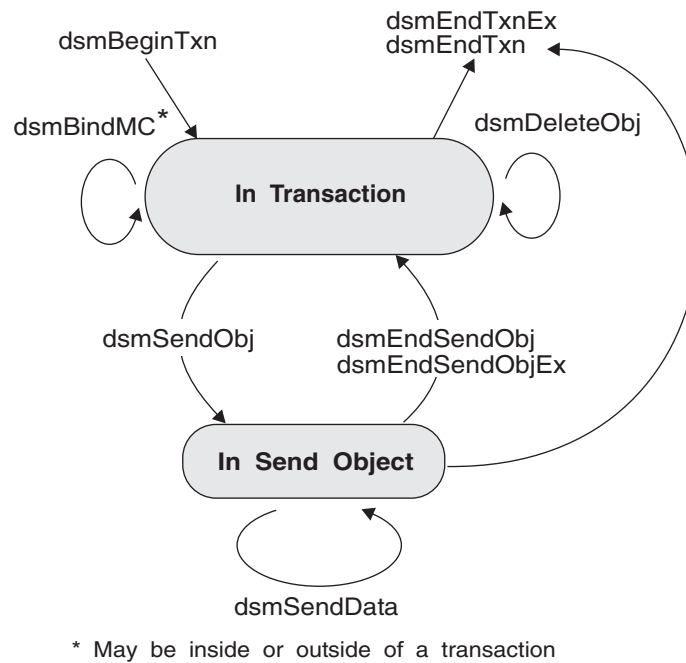 dsmBeginTxn
dsmEndTxnEx
dsmEndTxn
dsmBindMC*
dsmDeleteObj
In Transaction
dsmSendObj
dsmEndSendObj
dsmEndSendObjEx
In Send Object
dsmSendData
* May be inside or outside of a transaction